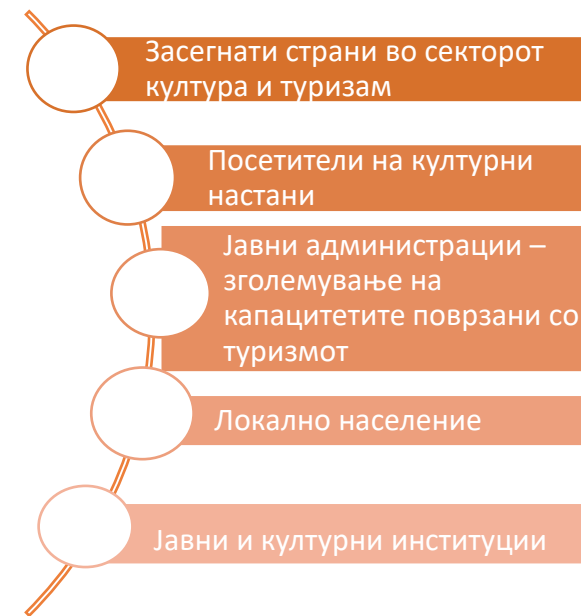 Засегнати страни во секторот
култура и туризам
Посетители на културни
настани
Јавни администрации –
зголемување на
капацитетите поврзани со
туризмот
Локално население
Јавни и културни институции